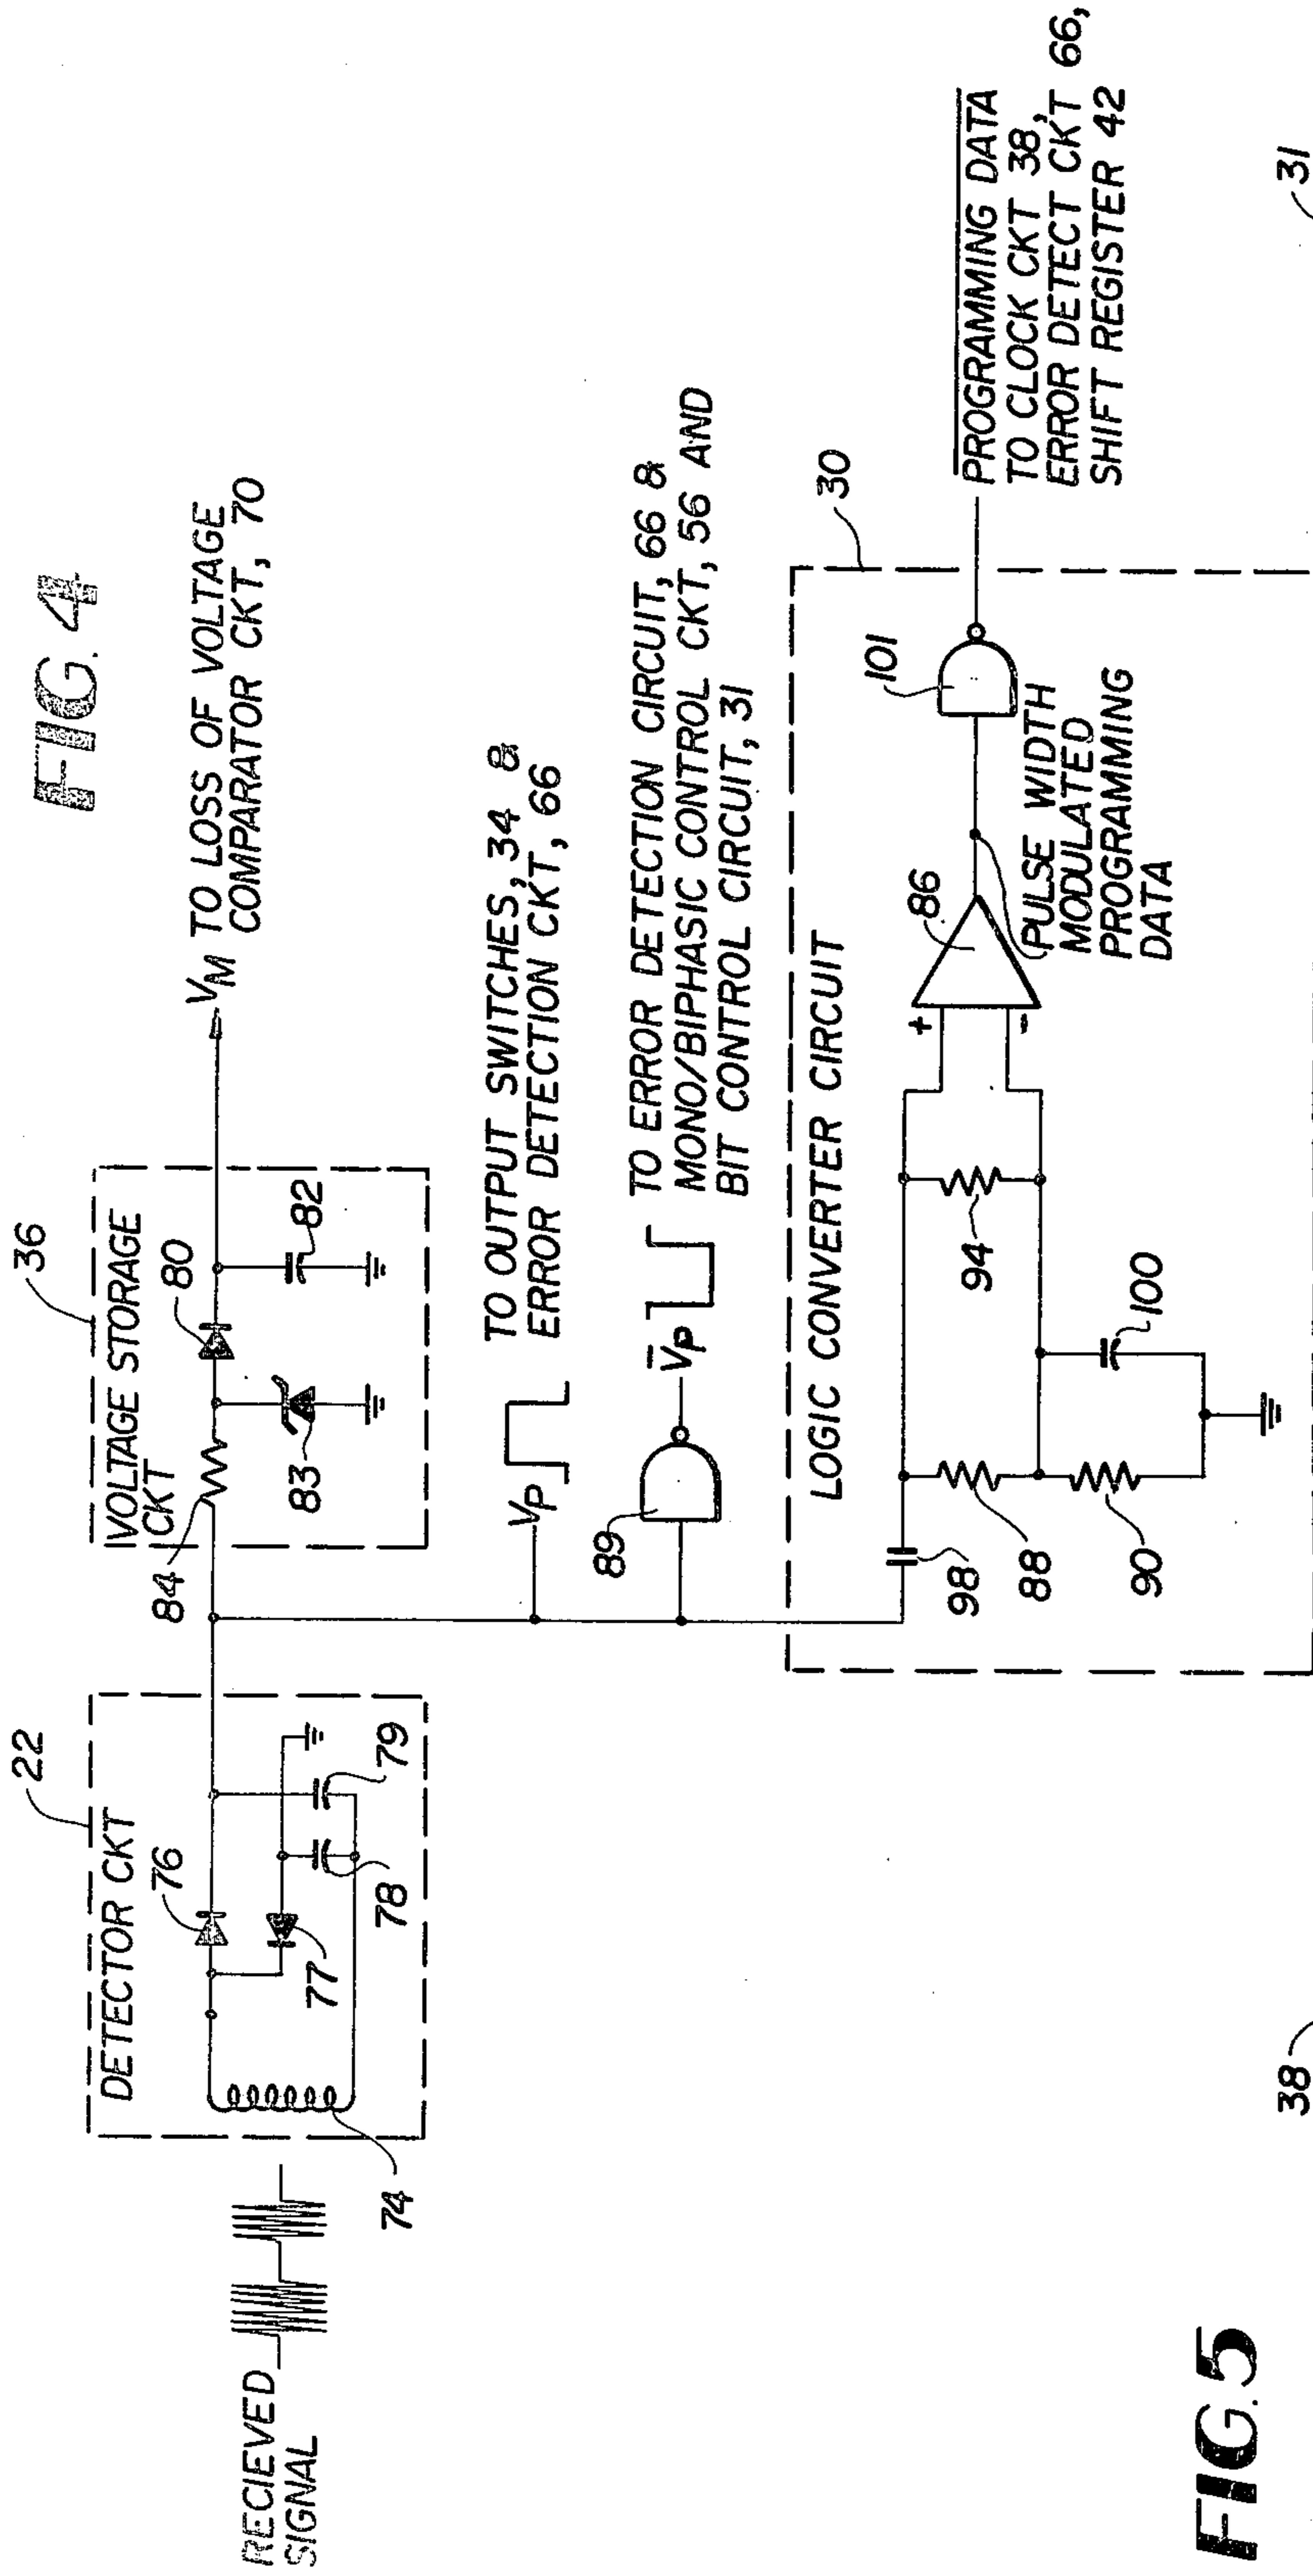 FIG. 4
36
VOLTAGE STORAGE
CKT
84
80
83
82
VM TO LOSS OF VOLTAGE
COMPARATOR CKT, 70
22
DETECTOR CKT
76
77
78
79
74
RECIEVED
SIGNAL
VP
TO OUTPUT SWITCHES, 34 &
ERROR DETECTION CKT, 66
89
V̅P
TO ERROR DETECTION CIRCUIT, 66 &
MONO/BIPHASIC CONTROL CKT, 56 AND
BIT CONTROL CIRCUIT, 31
30
LOGIC CONVERTER CIRCUIT
98
88
90
94
100
+
-
86
101
PULSE WIDTH
MODULATED
PROGRAMMING
DATA
PROGRAMMING DATA
TO CLOCK CKT 38,
ERROR DETECT CK'T 66,
SHIFT REGISTER 42
FIG. 5
38
31